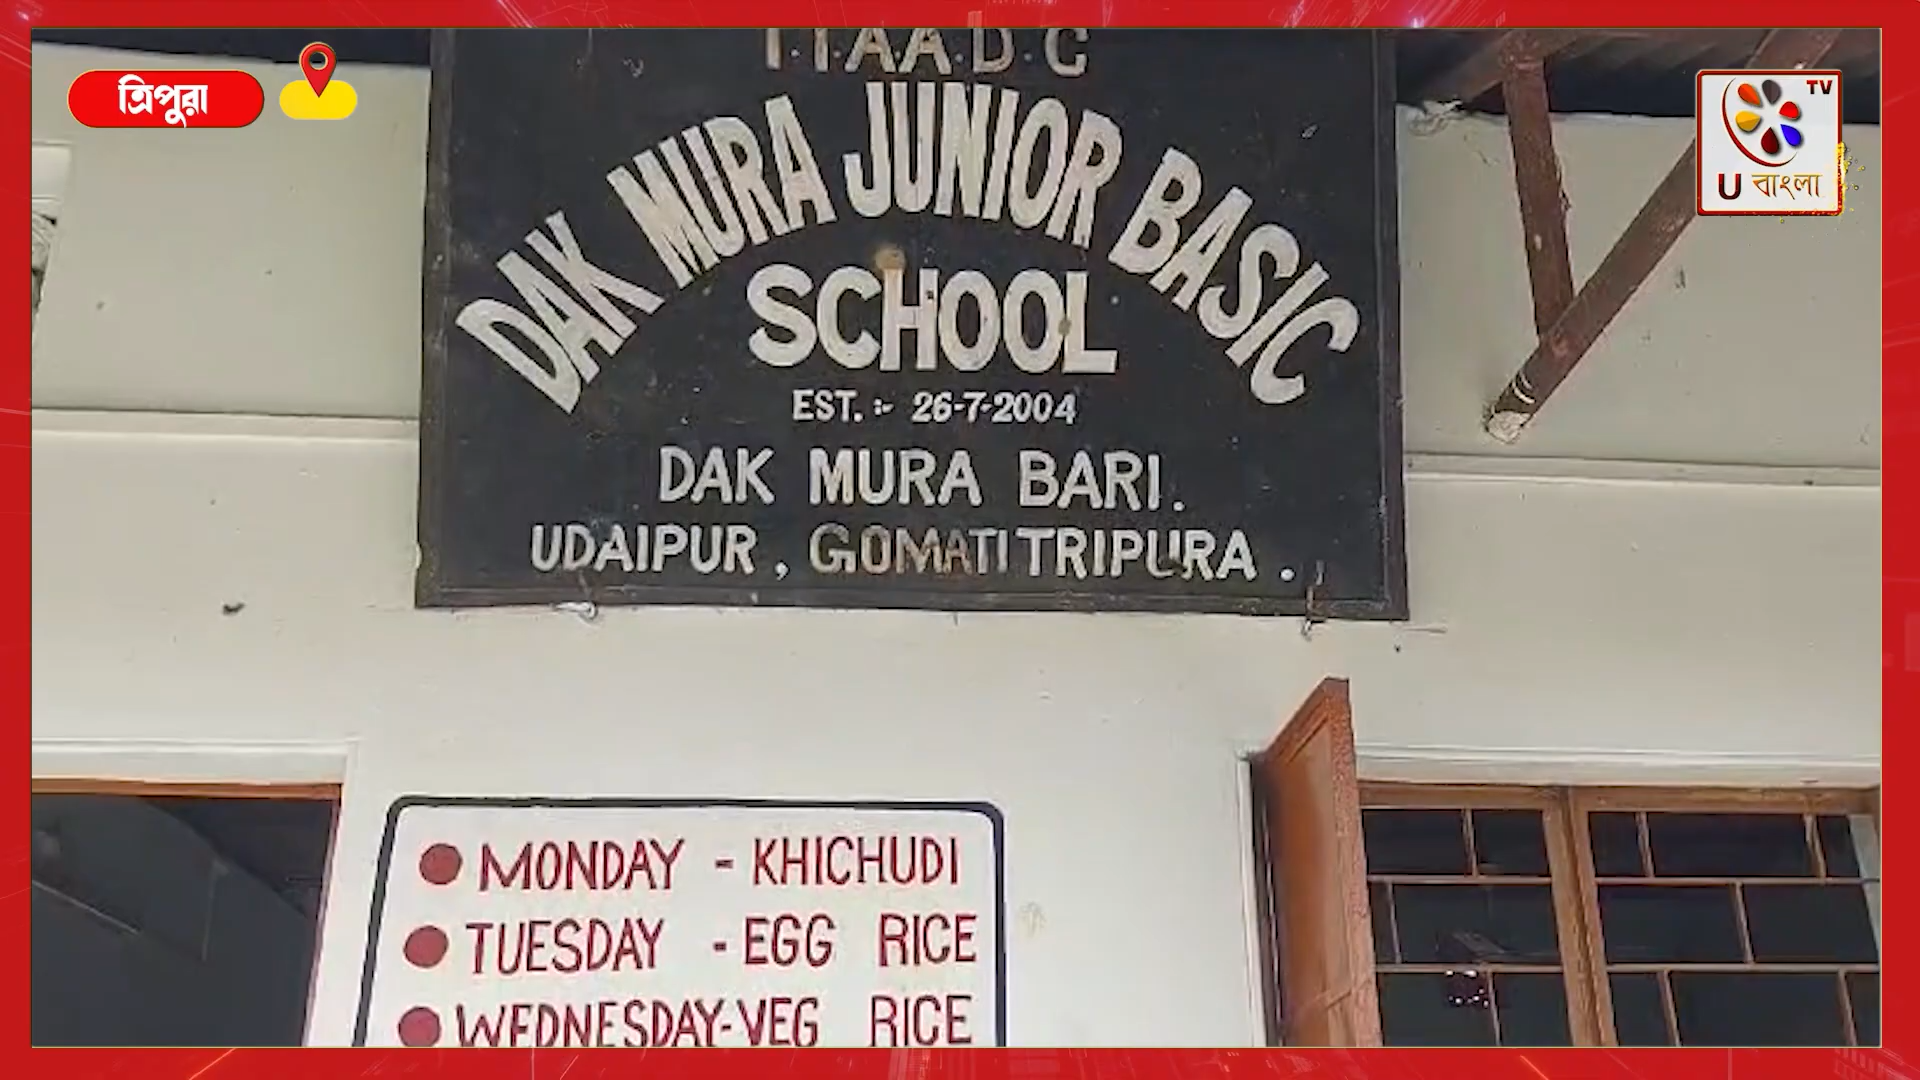 T.T.A.A.D.C
ত্রিপুরা
TV
U বাংলা
DAK MURA JUNIOR BASIC
SCHOOL
EST. :- 26-7-2004
DAK MURA BARI.
UDAIPUR, GOMATI TRIPURA.
MONDAY - KHICHUDI
TUESDAY - EGG RICE
WEDNESDAY-VEG RICE